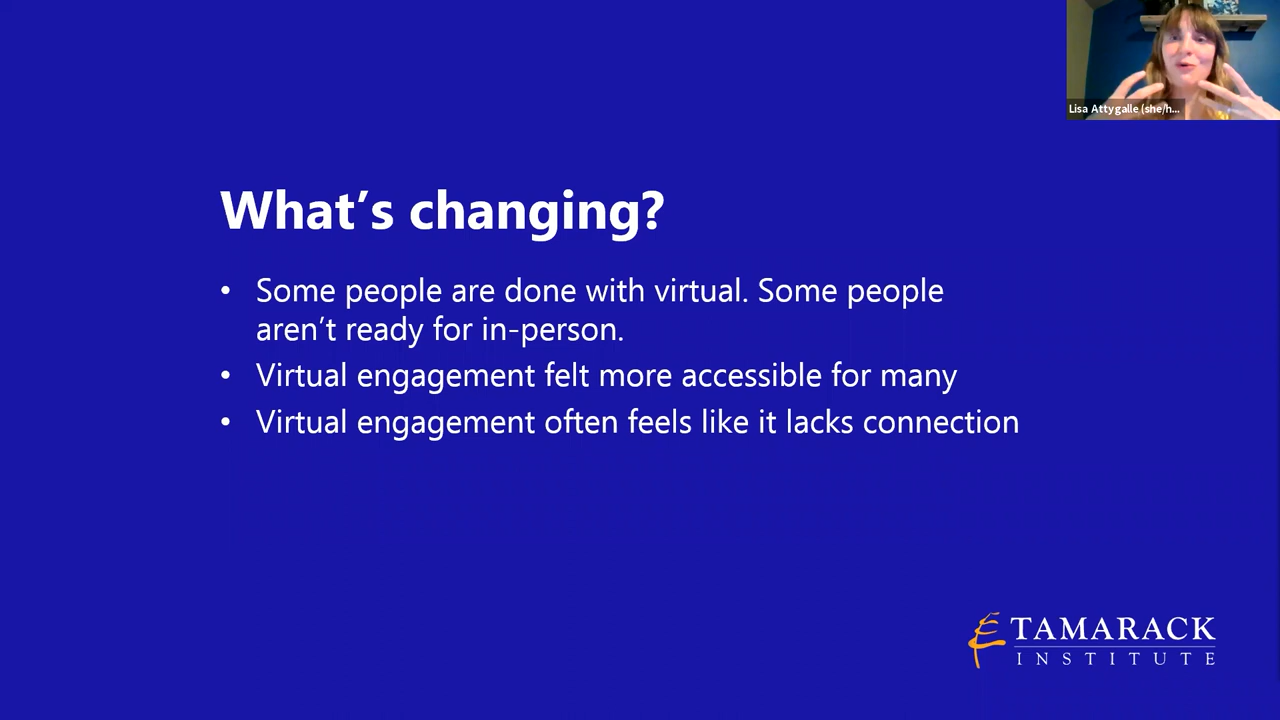 Lisa Attygalle (she/h...
What's changing?
• Some people are done with virtual. Some people
aren't ready for in-person.
• Virtual engagement felt more accessible for many
• Virtual engagement often feels like it lacks connection
TAMARACK
INSTITUTE